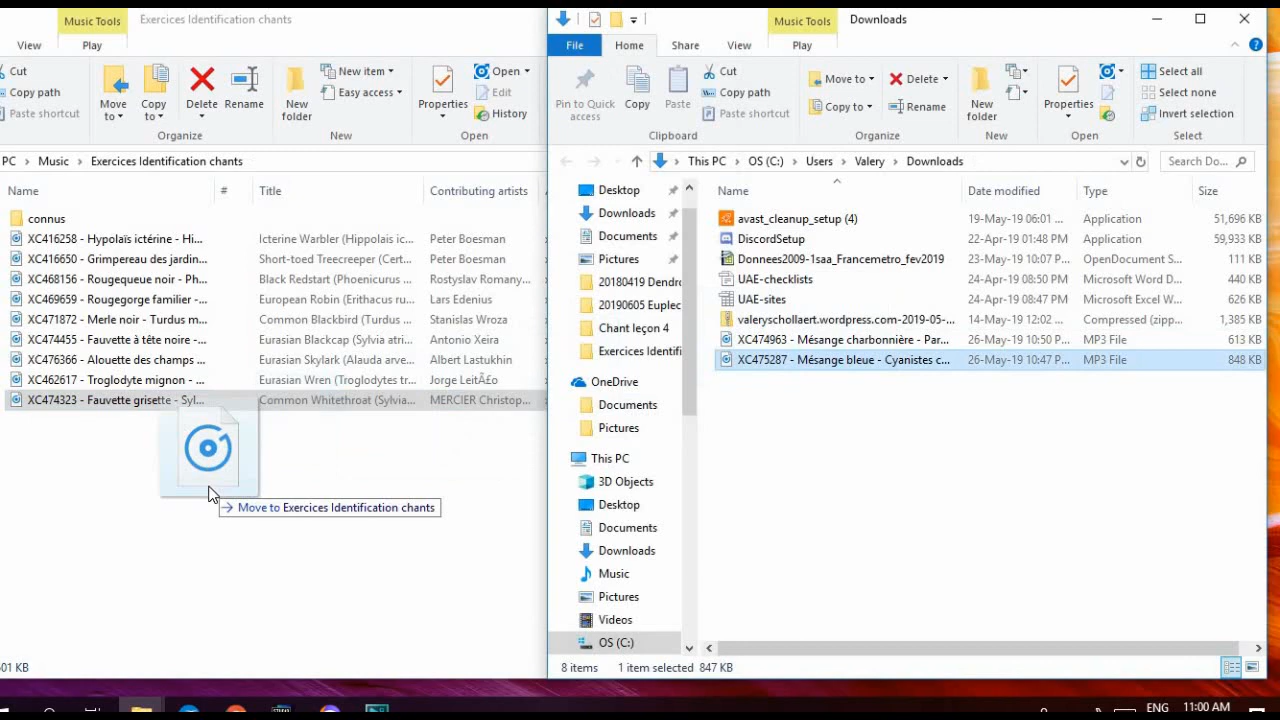 Music Tools
Exercices Identification chants
View
Play
Cut
Copy path
Paste shortcut
Move to
Copy to
Delete
Rename
Organize
New folder
New item
Easy access
New
Properties
Open
Edit
History
Open
PC > Music > Exercices Identification chants
Name # Title Contributing artists
connus
XC416258 - Hypolaïs ictérine - Hi... Icterine Warbler (Hippolais ic... Peter Boesman
XC416650 - Grimpereau des jardin... Short-toed Treecreeper (Cert... Peter Boesman
XC468156 - Rougequeue noir - Ph... Black Redstart (Phoenicurus ... Rostyslav Romany...
XC469659 - Rougegorge familier - ... European Robin (Erithacus ru... Lars Edenius
XC471872 - Merle noir - Turdus m... Common Blackbird (Turdus ... Stanislas Wroza
XC474455 - Fauvette à tête noire - ... Eurasian Blackcap (Sylvia atri... Antonio Xeira
XC476366 - Alouette des champs ... Eurasian Skylark (Alauda arve... Albert Lastukhin
XC462617 - Troglodyte mignon - ... Eurasian Wren (Troglodytes tr... Jorge LeitÃ£o
XC474323 - Fauvette grisette - Syl... Common Whitethroat (Sylvia... MERCIER Christop...
Move to Exercices Identification chants
501 KB
Music Tools
Downloads
File
Home
Share
View
Play
Pin to Quick access
Copy
Paste
Cut
Copy path
Paste shortcut
Clipboard
Move to
Copy to
Delete
Rename
Organize
New folder
New
Properties
Open
Select all
Select none
Invert selection
Select
This PC > OS (C:) > Users > Valery > Downloads
Search Do...
Desktop
Downloads
Documents
Pictures
20180419 Dendro
20190605 Euplec
Chant leçon 4
Exercices Identifi
OneDrive
Documents
Pictures
This PC
3D Objects
Desktop
Documents
Downloads
Music
Pictures
Videos
OS (C:)
Name Date modified Type Size
avast_cleanup_setup (4) 19-May-19 06:01 ... Application 51,696 KB
DiscordSetup 22-Apr-19 01:48 PM Application 59,933 KB
Donnees2009-1saa_Francemetro_fev2019 23-May-19 10:17 P... OpenDocument S... 111 KB
UAE-checklists 24-Apr-19 08:50 PM Microsoft Word D... 210 KB
UAE-sites 24-Apr-19 08:47 PM Microsoft Excel W... 626 KB
valeryschollaert.wordpress.com-2019-05-... 14-May-19 12:02 ... Compressed (zipp... 1,385 KB
XC474963 - Mésange charbonnière - Par... 26-May-19 10:50 P... MP3 File 613 KB
XC475287 - Mésange bleue - Cyanistes c... 26-May-19 10:47 P... MP3 File 848 KB
8 items 1 item selected 847 KB
ENG
11:00 AM